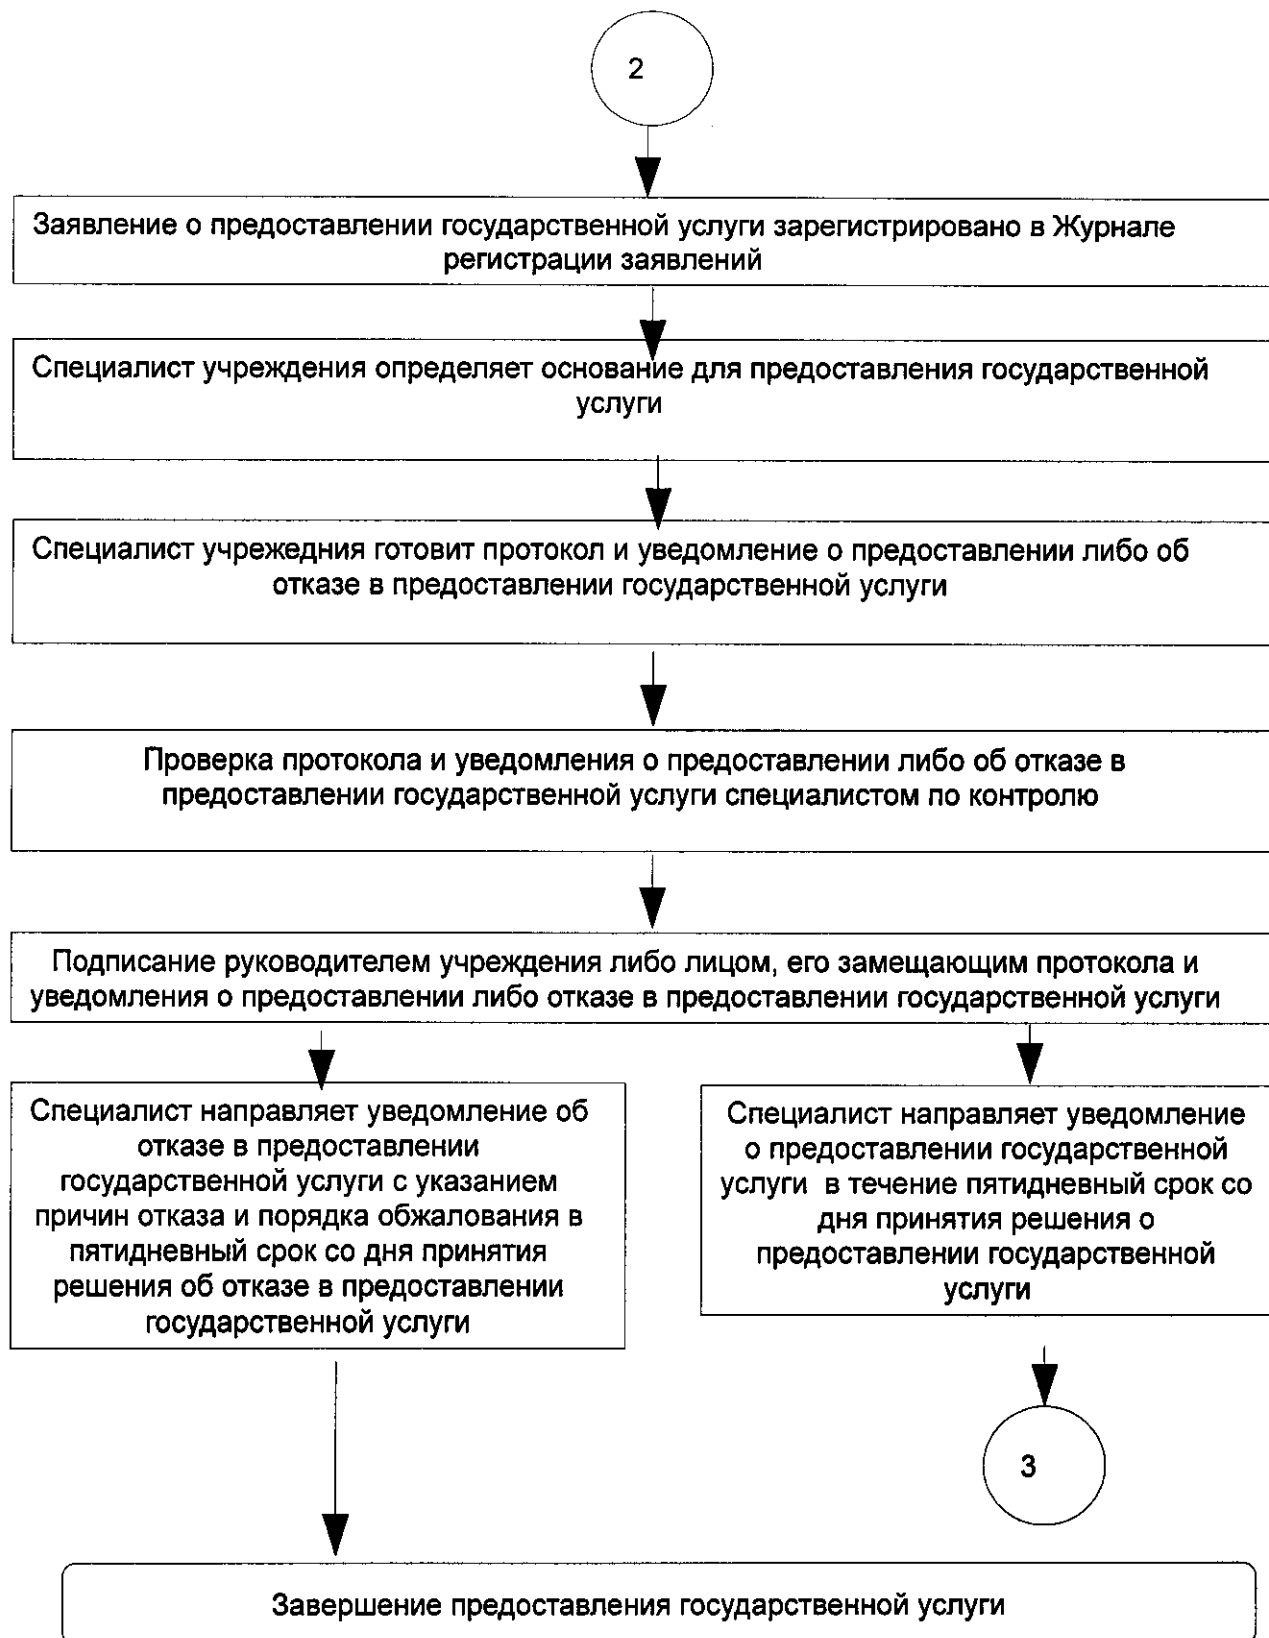 2
Заявление о предоставлении государственной услуги зарегистрировано в Журнале
регистрации заявлений
Специалист учреждения определяет основание для предоставления государственной
услуги
Специалист учрежедния готовит протокол и уведомление о предоставлении либо об
отказе в предоставлении государственной услуги
Проверка протокола и уведомления о предоставлении либо об отказе в
предоставлении государственной услуги специалистом по контролю
Подписание руководителем учреждения либо лицом, его замещающим протокола и
уведомления о предоставлении либо отказе в предоставлении государственной услуги
Специалист направляет уведомление об
отказе в предоставлении
государственной услуги с указанием
причин отказа и порядка обжалования в
пятидневный срок со дня принятия
решения об отказе в предоставлении
государственной услуги
Специалист направляет уведомление
о предоставлении государственной
услуги в течение пятидневный срок со
дня принятия решения о
предоставлении государственной
услуги
3
Завершение предоставления государственной услуги